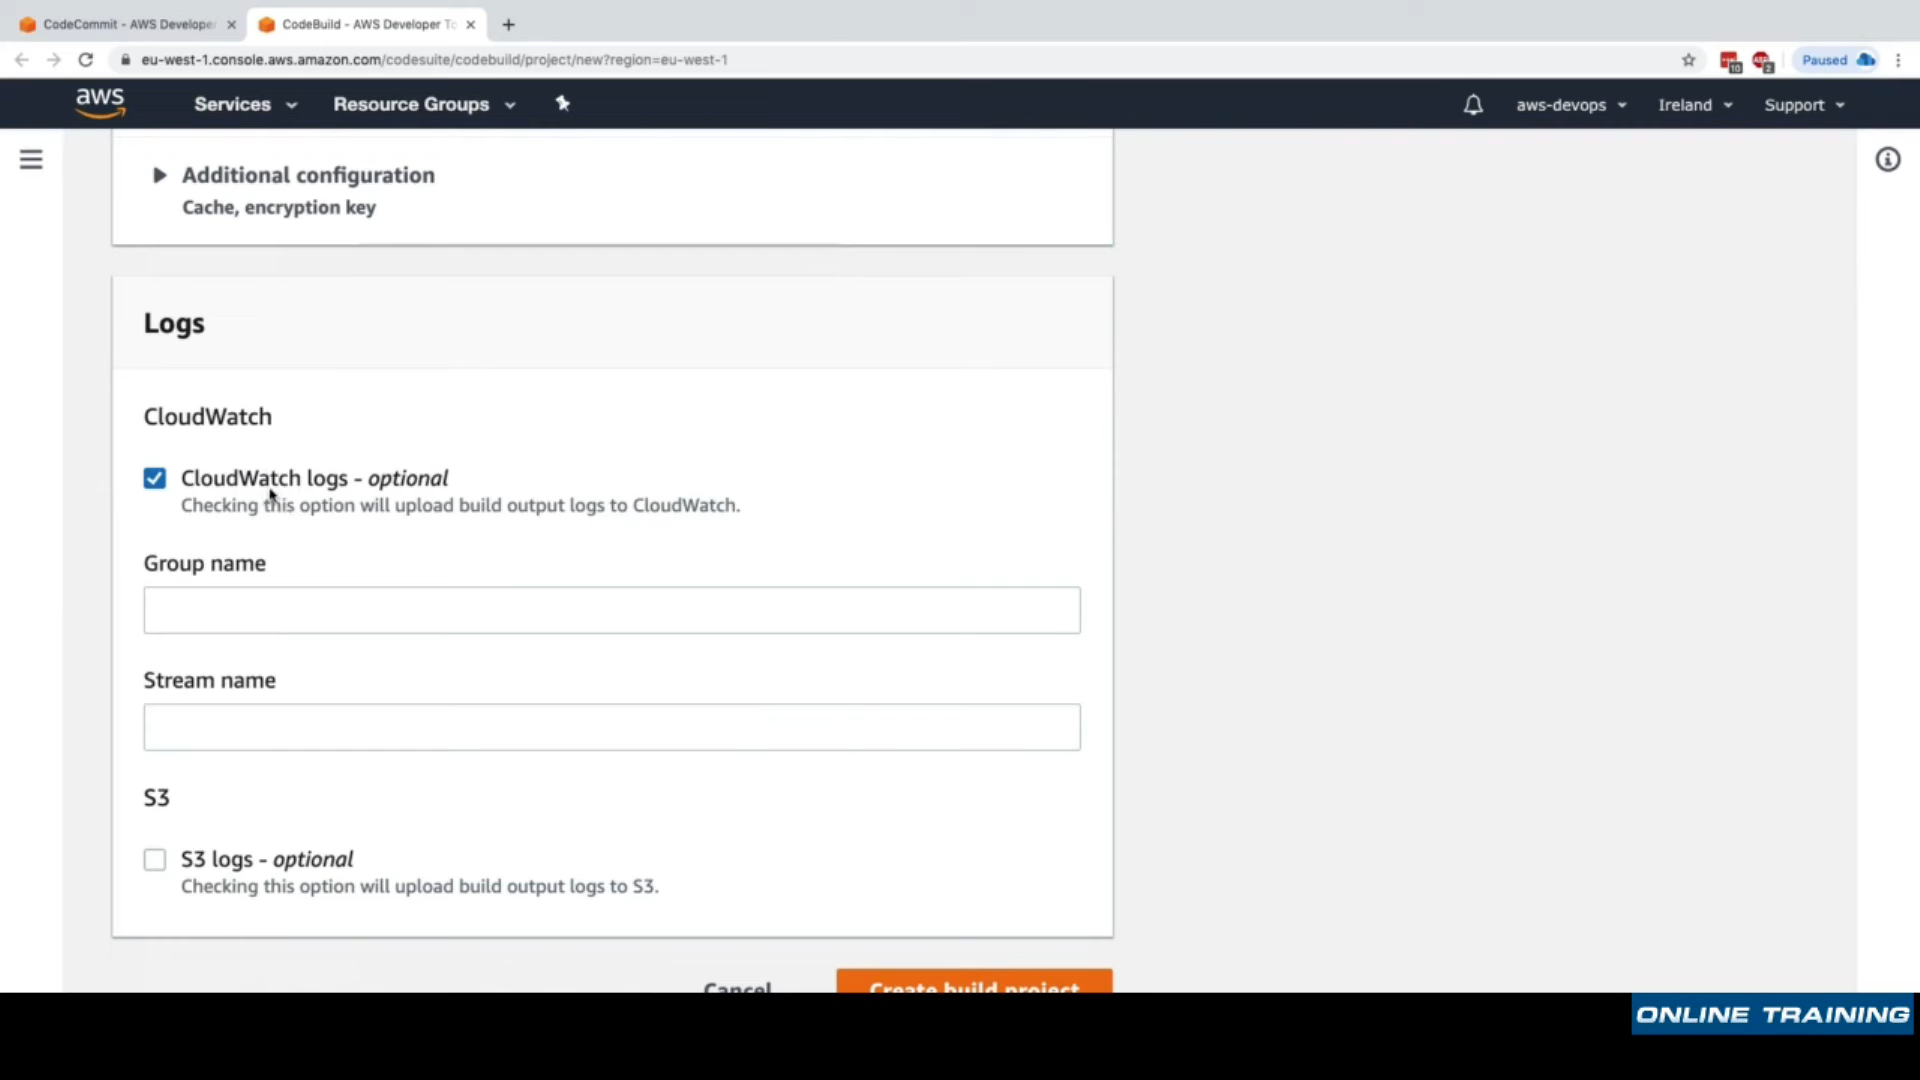 CodeCommit - AWS Developer
CodeBuild - AWS Developer To
eu-west-1.console.aws.amazon.com/codesuite/codebuild/project/new?region=eu-west-1
10
2
Paused
aws
Services
Resource Groups
aws-devops
Ireland
Support
Additional configuration
Cache, encryption key
Logs
CloudWatch
CloudWatch logs - optional
Checking this option will upload build output logs to CloudWatch.
Group name
Stream name
S3
S3 logs - optional
Checking this option will upload build output logs to S3.
Cancel
Create build project
ONLINE TRAINING